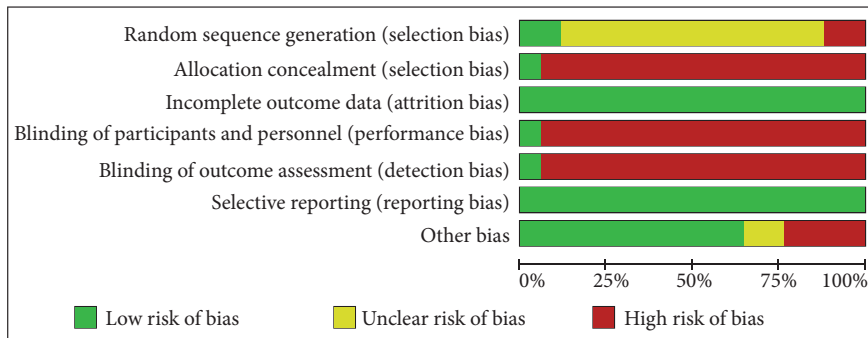 Random sequence generation (selection bias)
Allocation concealment (selection bias)
Incomplete outcome data (attrition bias)
Blinding of participants and personnel (performance bias)
Blinding of outcome assessment (detection bias)
Selective reporting (reporting bias)
Other bias
0% 25% 50% 75% 100%
Low risk of bias Unclear risk of bias High risk of bias